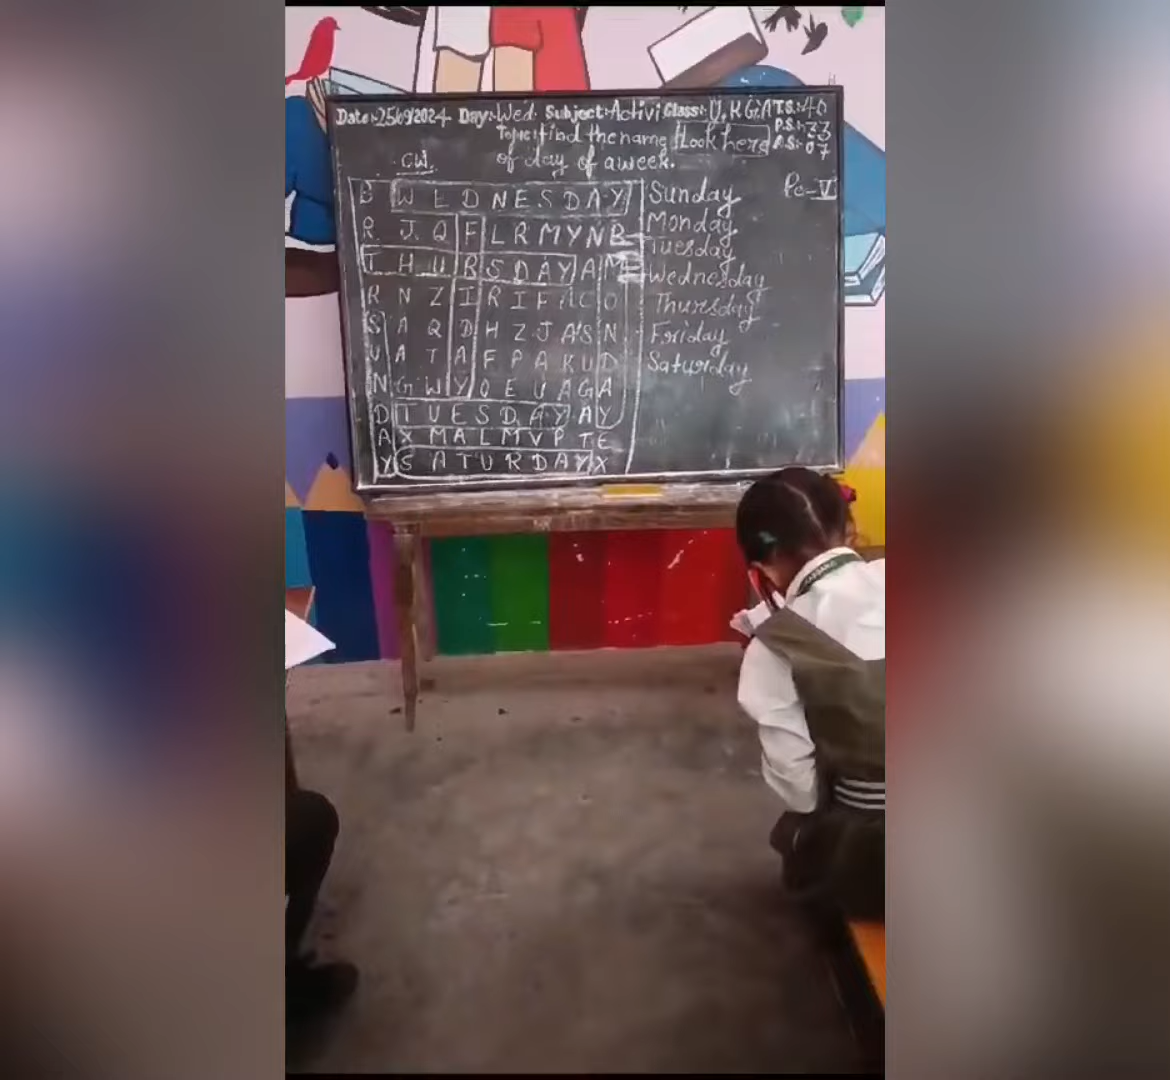 Date:-25/09/2024 Day:-Wed. Subject:-Activi Class:- U.KG.A T.S:-40
P.S:-33
Topic:-find the name Look here A.S:-07
of day of a week.
C.W. Pe-V
B W E D N E S D A Y Sunday
R J Q F L R M Y N B Monday
Tuesday
T H U R S D A Y A M Wednesday
R N Z I R I F A C O Thursday
S A Q D H Z J A S N Friday
U A T A F P A K U D Saturday
N G W Y O E U A G A
D T U E S D A Y A Y
A X M A L M V P T E
Y S A T U R D A Y X